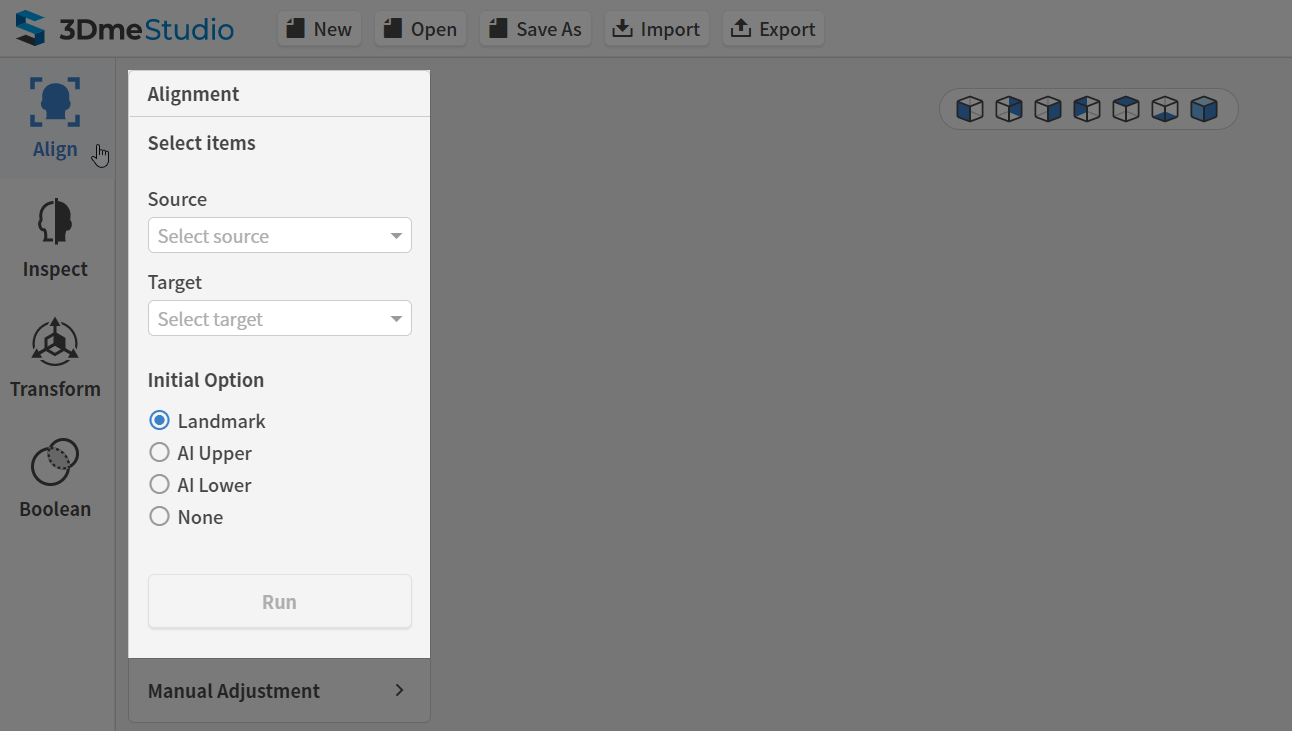 3DmeStudio
New
Open
Save As
Import
Export
Align
Inspect
Transform
Boolean
Alignment
Select items
Source
Select source
Target
Select target
Initial Option
Landmark
AI Upper
AI Lower
None
Run
Manual Adjustment